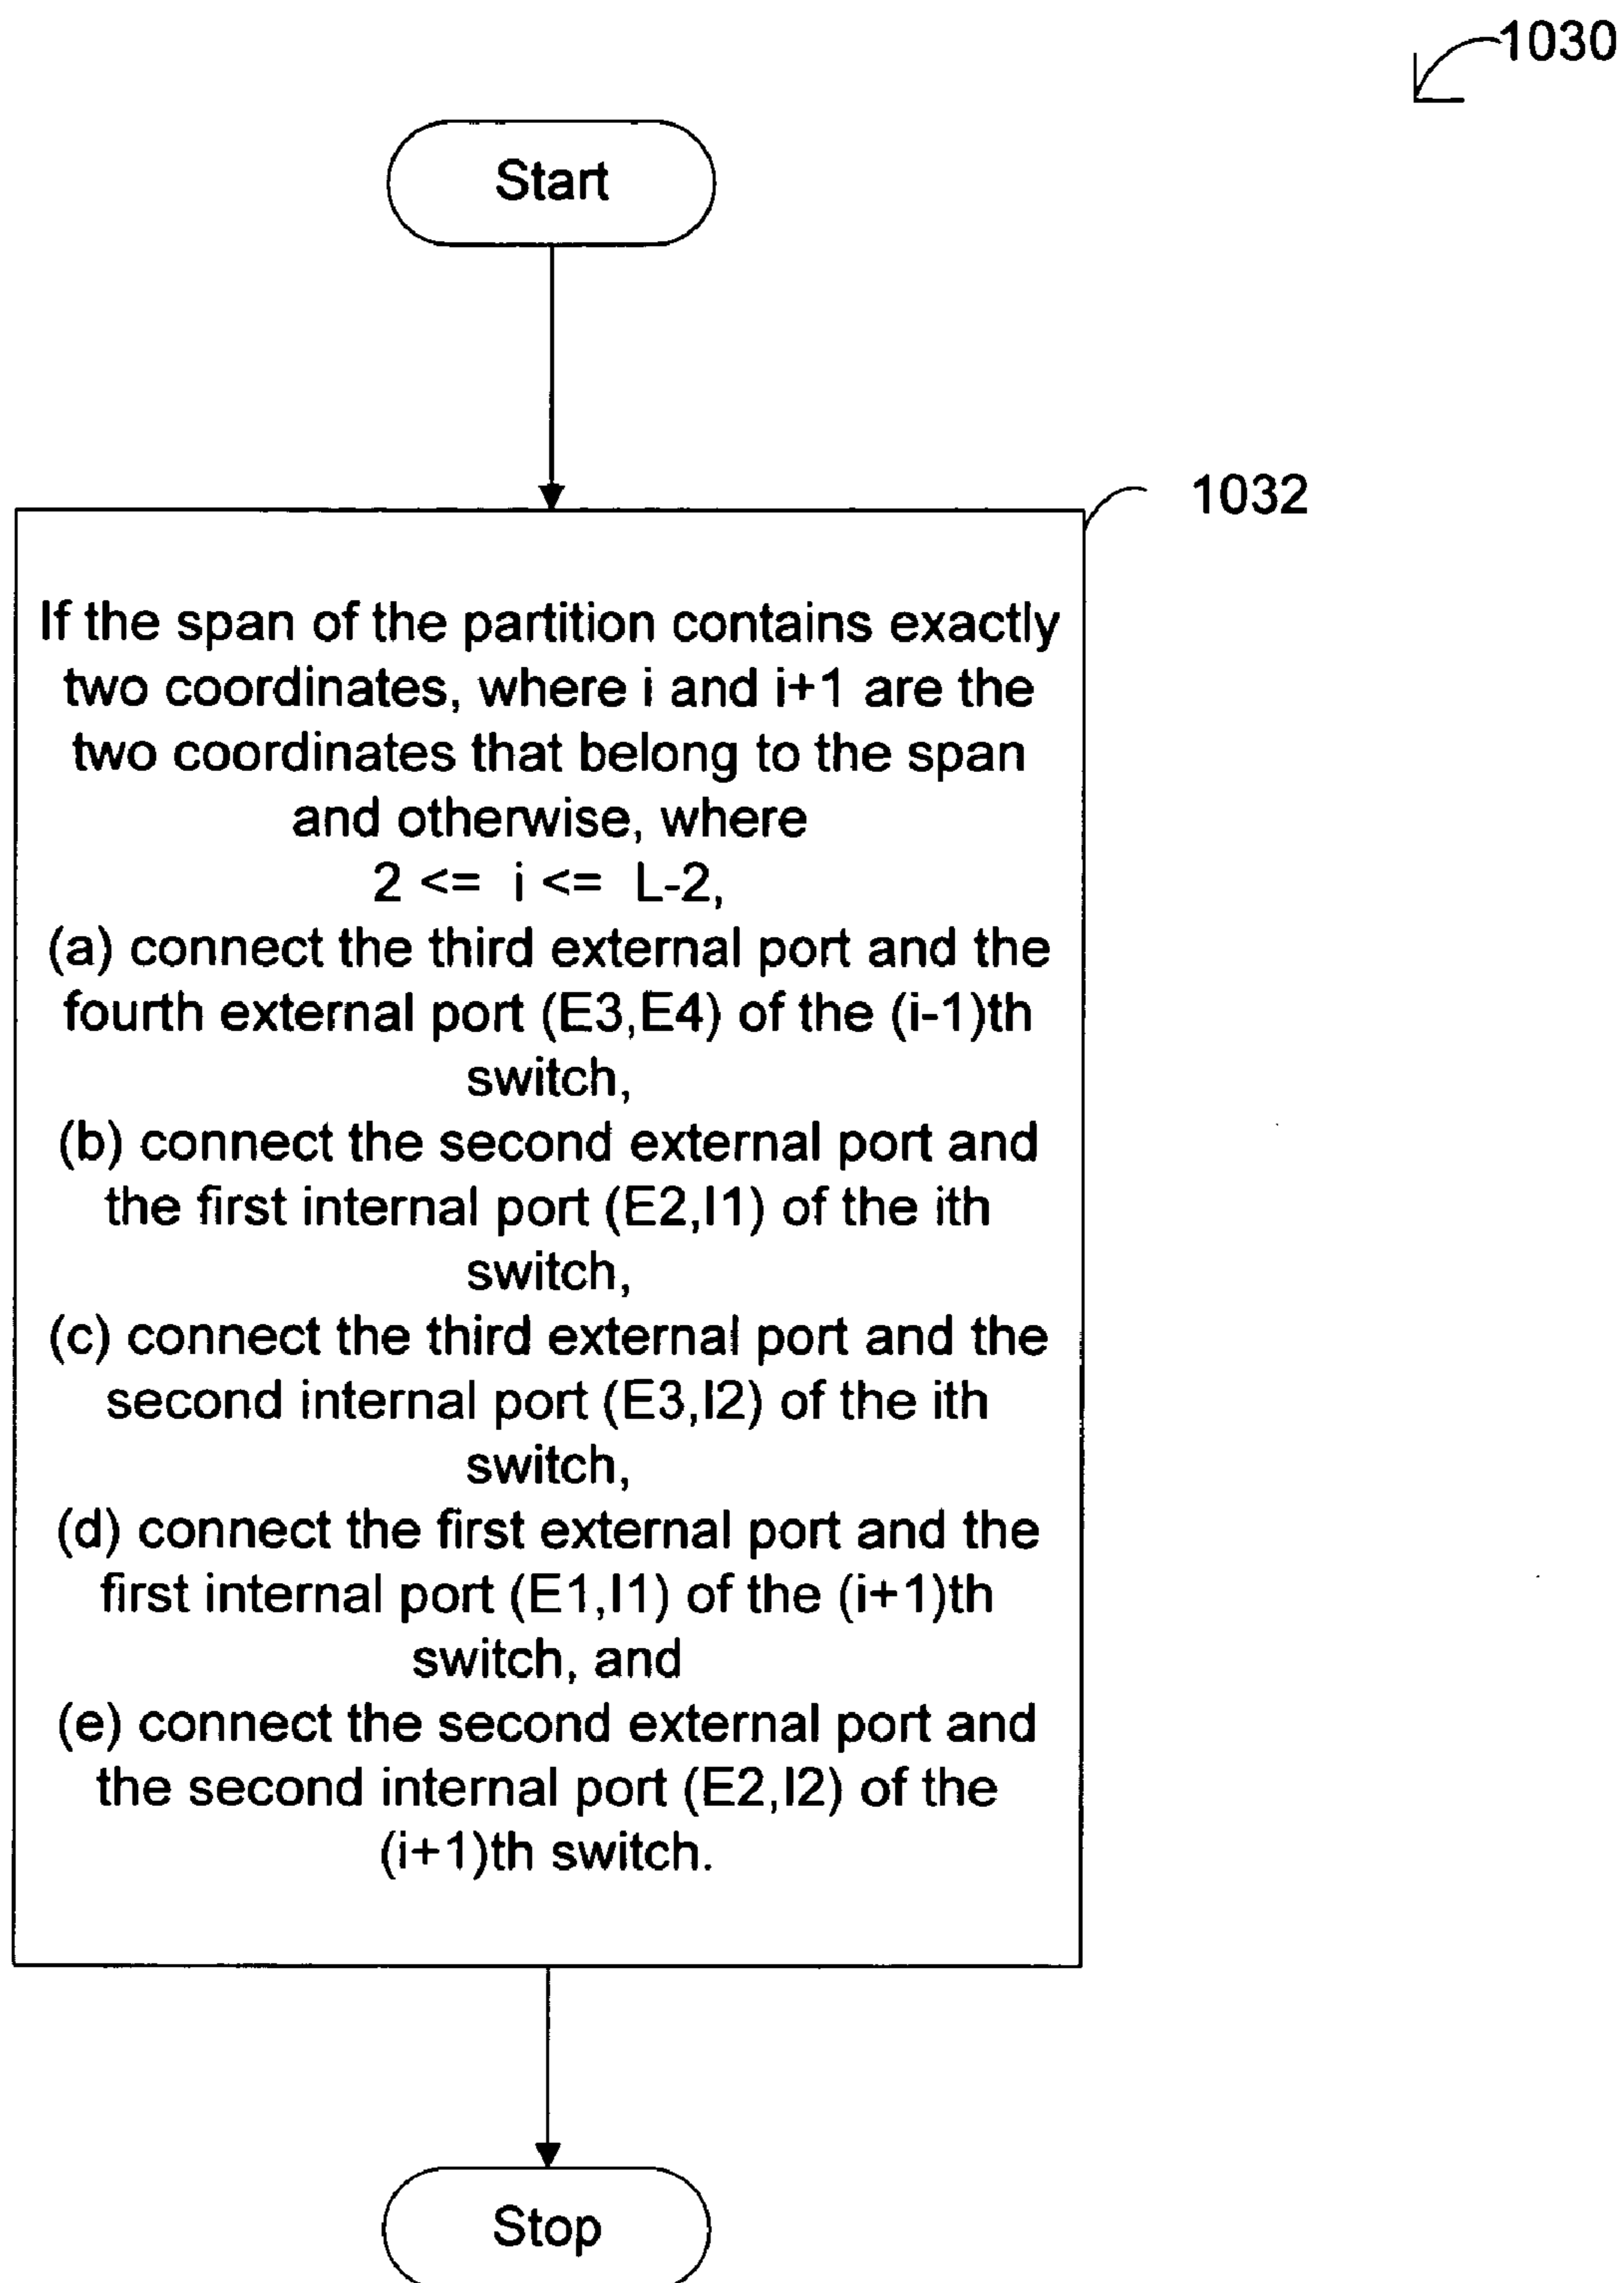 1030
Start
1032
If the span of the partition contains exactly
two coordinates, where i and i+1 are the
two coordinates that belong to the span
and otherwise, where
2 <= i <= L-2,
(a) connect the third external port and the
fourth external port (E3,E4) of the (i-1)th
switch,
(b) connect the second external port and
the first internal port (E2,I1) of the ith
switch,
(c) connect the third external port and the
second internal port (E3,I2) of the ith
switch,
(d) connect the first external port and the
first internal port (E1,I1) of the (i+1)th
switch, and
(e) connect the second external port and
the second internal port (E2,I2) of the
(i+1)th switch.
Stop